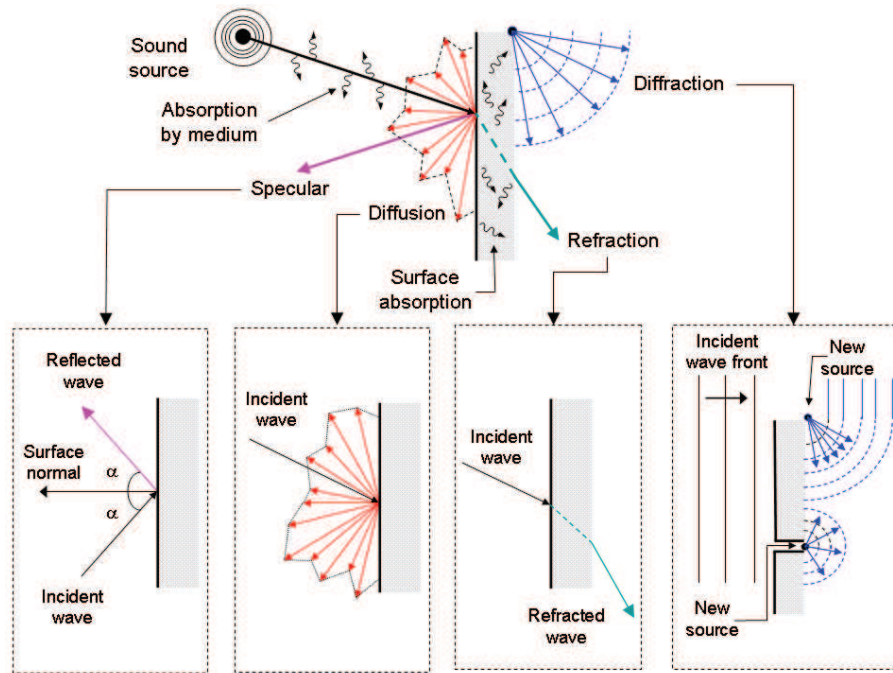 Sound
source
Absorption
by medium
Diffraction
Specular
Diffusion
Refraction
Surface
absorption
Reflected
wave
Surface
normal
α
α
Incident
wave
Incident
wave
Incident
wave
Refracted
wave
Incident
wave front
New
source
New
source